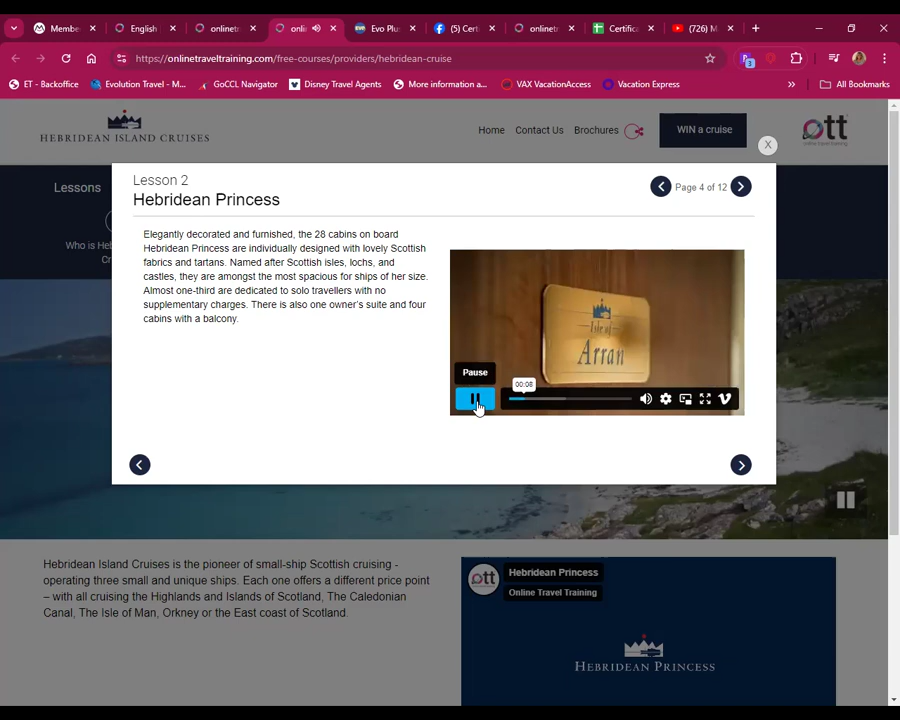 Membe
English
onlinetr
onli
Evo Plus
(5) Cert
onlinetr
Certifica
(726) M
https://onlinetraveltraining.com/free-courses/providers/hebridean-cruise
3
ET - Backoffice
Evolution Travel - M...
GoCCL Navigator
Disney Travel Agents
More information a...
VAX VacationAccess
Vacation Express
All Bookmarks
HEBRIDEAN ISLAND CRUISES
Home
Contact Us
Brochures
WIN a cruise
ott
online travel training
X
Lessons
Who is Heb
Cr
Lesson 2
Hebridean Princess
Page 4 of 12
Elegantly decorated and furnished, the 28 cabins on board
Hebridean Princess are individually designed with lovely Scottish
fabrics and tartans. Named after Scottish isles, lochs, and
castles, they are amongst the most spacious for ships of her size.
Almost one-third are dedicated to solo travellers with no
supplementary charges. There is also one owner's suite and four
cabins with a balcony.
Isle of
Arran
Pause
00:08
Hebridean Island Cruises is the pioneer of small-ship Scottish cruising -
operating three small and unique ships. Each one offers a different price point
– with all cruising the Highlands and Islands of Scotland, The Caledonian
Canal, The Isle of Man, Orkney or the East coast of Scotland.
ott
Hebridean Princess
Online Travel Training
HEBRIDEAN PRINCESS